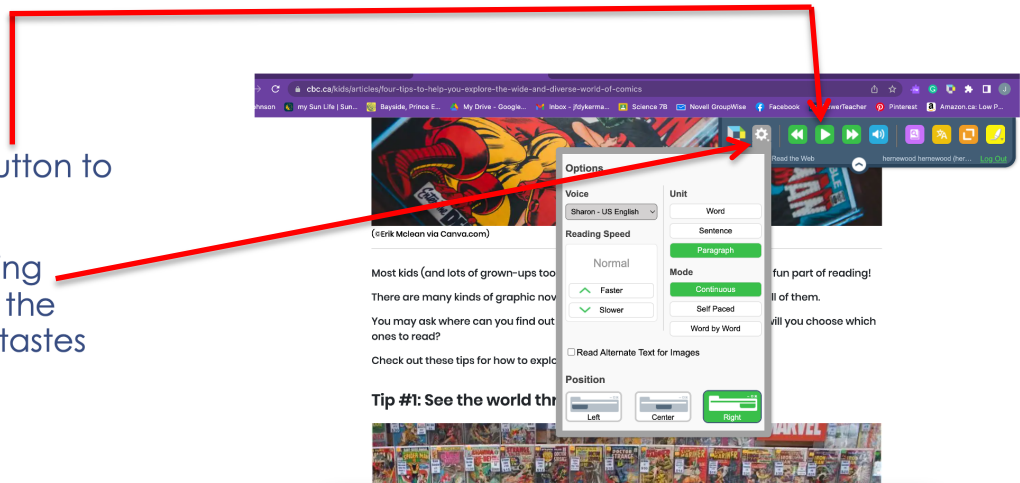 utton to
ing
the
tastes
cbc.ca/kids/articles/four-tips-to-help-you-explore-the-wide-and-diverse-world-of-comics
ohnson my Sun Life | Sun... Bayside, Prince E... My Drive - Google... Inbox - jfdykerma... Science 7B Novell GroupWise Facebook werTeacher Pinterest Amazon.ca: Low P...
Read the Web hernewood hernewood (her... Log Out
Options
Voice Unit
Sharon - US English Word
Sentence
Reading Speed
Paragraph
Normal
Mode
Faster Continuous
Slower Self Paced
Word by Word
Read Alternate Text for Images
Position
Left Center Right
(©Erik Mclean via Canva.com)
Most kids (and lots of grown-ups too fun part of reading!
There are many kinds of graphic nov ll of them.
You may ask where can you find out will you choose which
ones to read?
Check out these tips for how to explo
Tip #1: See the world thr
MARVEL